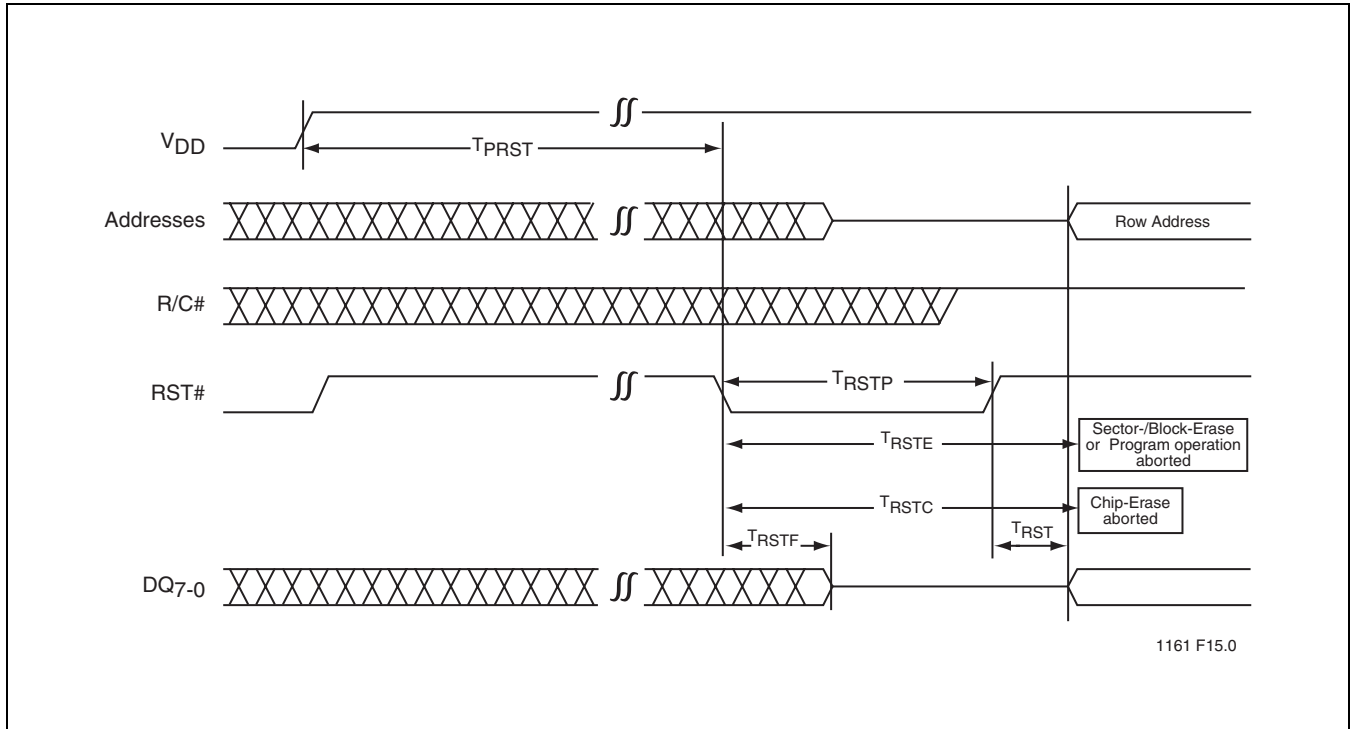 VDD
TPRST
Addresses
Row Address
R/C#
RST#
TRSTP
TRSTE
Sector-/Block-Erase
or Program operation
aborted
TRSTC
Chip-Erase
aborted
TRSTF
TRST
DQ7-0
1161 F15.0